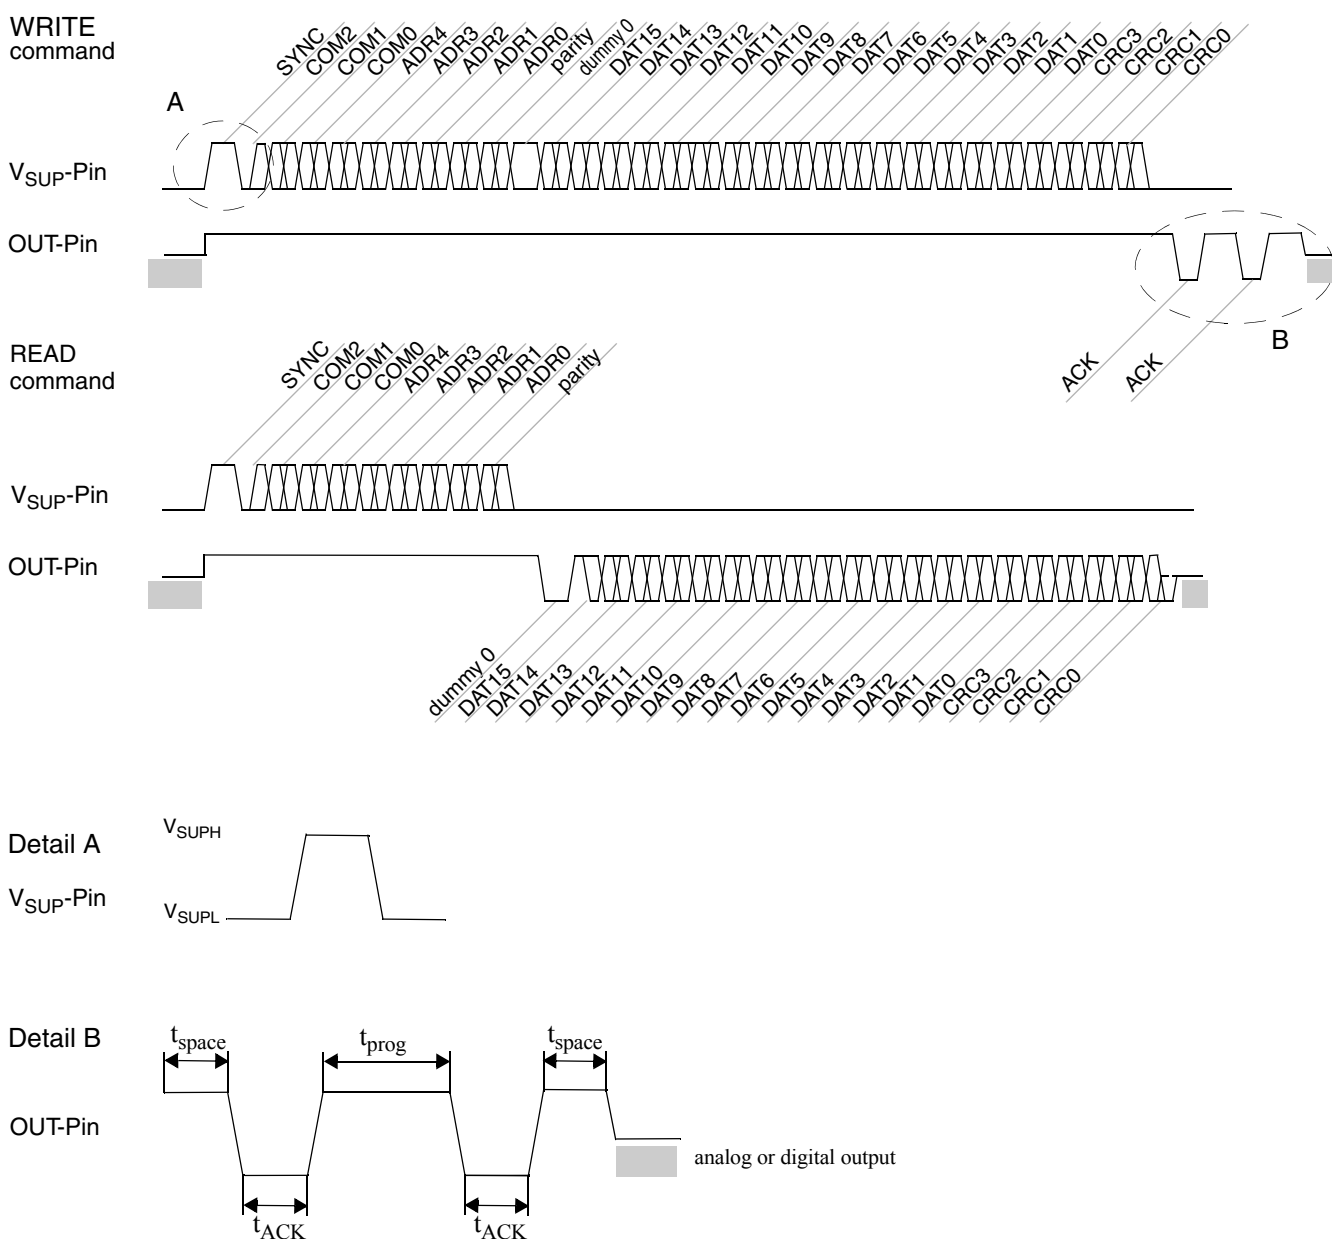 WRITE
command
SYNC
COM2
COM1
COM0
ADR4
ADR3
ADR2
ADR1
ADR0
parity
dummy 0
DAT15
DAT14
DAT13
DAT12
DAT11
DAT10
DAT9
DAT8
DAT7
DAT6
DAT5
DAT4
DAT3
DAT2
DAT1
DAT0
CRC3
CRC2
CRC1
CRC0
A
VSUP-Pin
OUT-Pin
B
ACK
ACK
READ
command
SYNC
COM2
COM1
COM0
ADR4
ADR3
ADR2
ADR1
ADR0
parity
VSUP-Pin
OUT-Pin
dummy 0
DAT15
DAT14
DAT13
DAT12
DAT11
DAT10
DAT9
DAT8
DAT7
DAT6
DAT5
DAT4
DAT3
DAT2
DAT1
DAT0
CRC3
CRC2
CRC1
CRC0
Detail A
VSUPH
VSUP-Pin
VSUPL
Detail B
tspace
tprog
tspace
OUT-Pin
analog or digital output
tACK
tACK